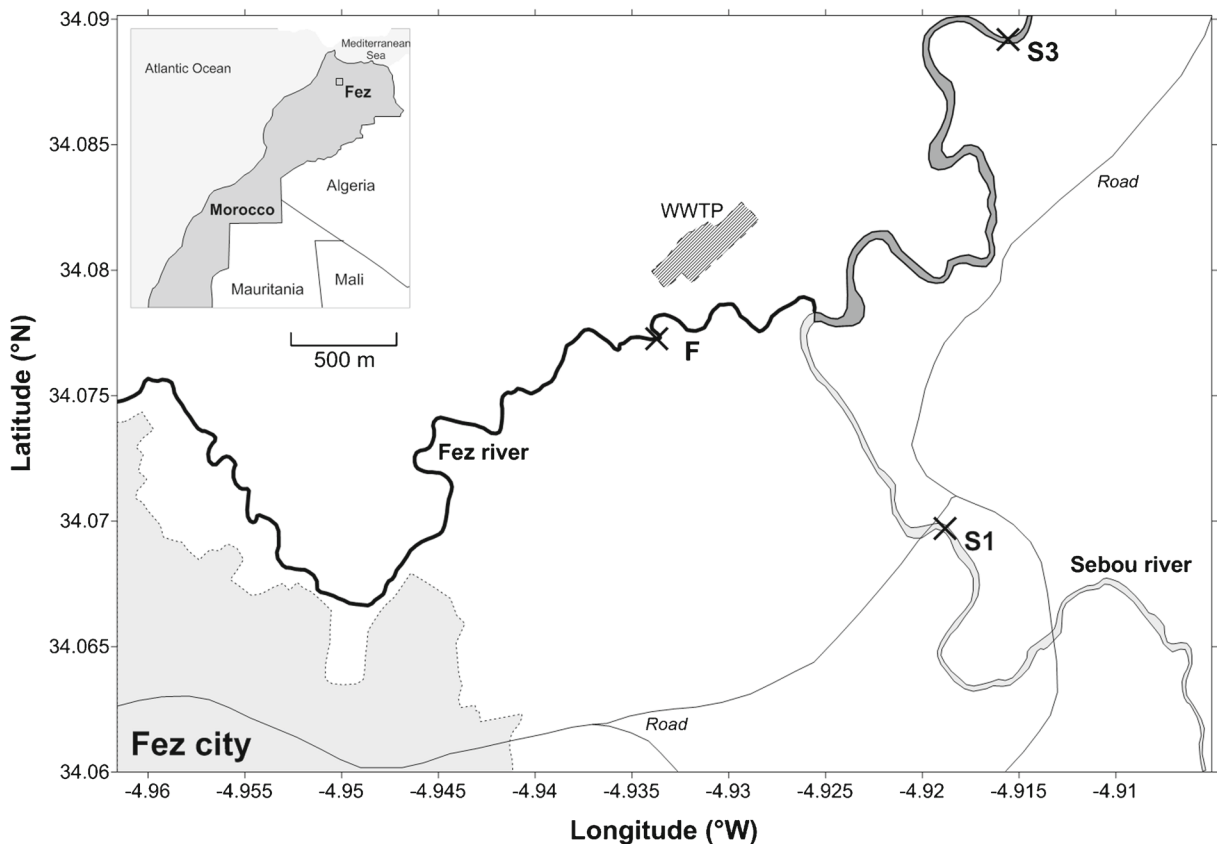 34.09
34.085
34.08
34.075
34.07
34.065
34.06
Latitude (°N)
Atlantic Ocean
Mediterranean
Sea
Fez
Algeria
Morocco
Mauritania
Mali
500 m
WWTP
S3
Road
F
Fez river
S1
Sebou river
Road
Fez city
-4.96
-4.955
-4.95
-4.945
-4.94
-4.935
-4.93
-4.925
-4.92
-4.915
-4.91
Longitude (°W)